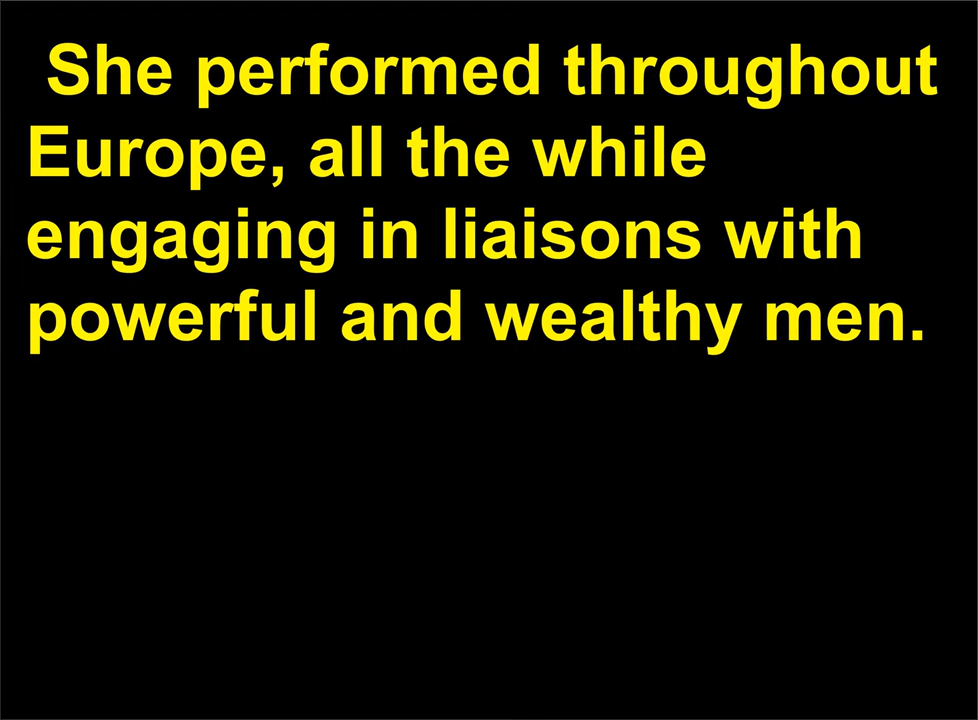 She performed throughout
Europe, all the while
engaging in liaisons with
powerful and wealthy men.